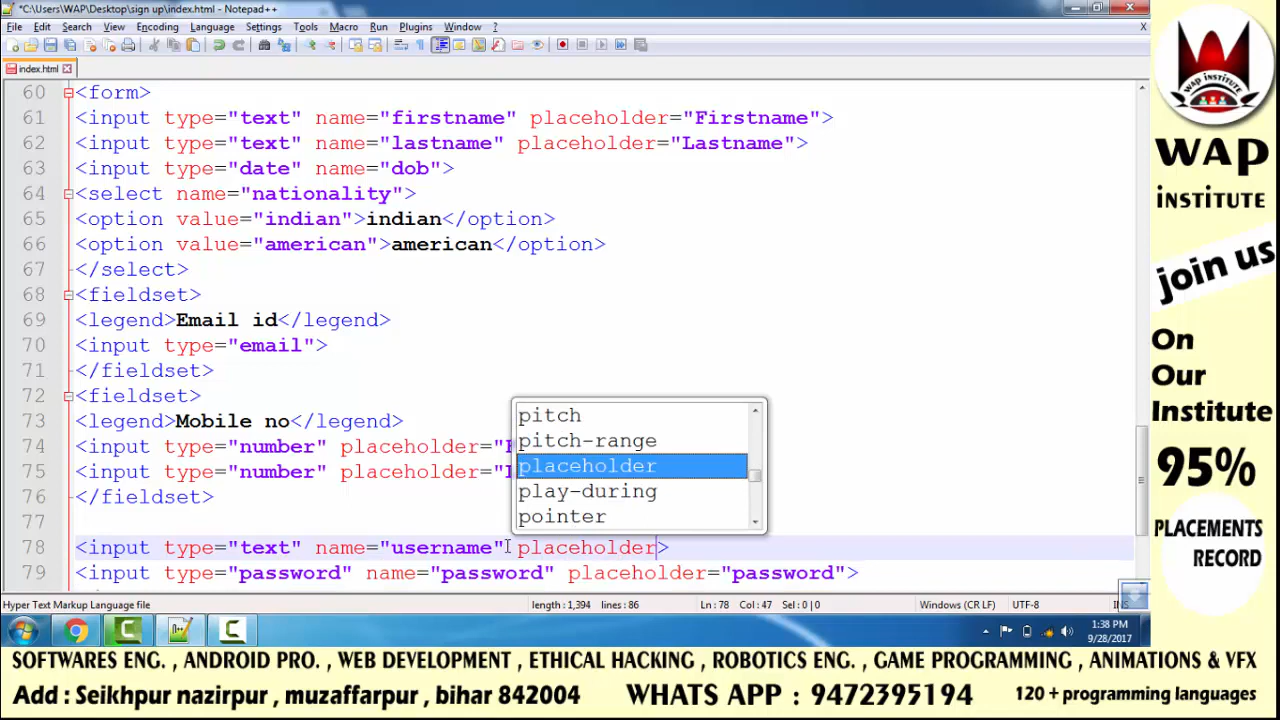 *C:\Users\WAP\Desktop\sign up\index.html - Notepad++
File Edit Search View Encoding Language Settings Tools Macro Run Plugins Window ? X
index.html
60 <form>
61 <input type="text" name="firstname" placeholder="Firstname">
62 <input type="text" name="lastname" placeholder="Lastname">
63 <input type="date" name="dob">
64 <select name="nationality">
65 <option value="indian">indian</option>
66 <option value="american">american</option>
67 </select>
68 <fieldset>
69 <legend>Email id</legend>
70 <input type="email">
71 </fieldset>
72 <fieldset>
73 <legend>Mobile no</legend>
74 <input type="number" placeholder="
75 <input type="number" placeholder="
76 </fieldset>
77
78 <input type="text" name="username" placeholder>
79 <input type="password" name="password" placeholder="password">
pitch
pitch-range
placeholder
play-during
pointer
Hyper Text Markup Language file length : 1,394 lines : 86 Ln : 78 Col : 47 Sel : 0 | 0 Windows (CR LF) UTF-8 INS
1:38 PM
9/28/2017
WAP INSTITUTE
WAP
INSTITUTE
join us
On
Our
Institute
95%
PLACEMENTS
RECORD
SOFTWARES ENG. , ANDROID PRO. , WEB DEVELOPMENT , ETHICAL HACKING , ROBOTICS ENG. , GAME PROGRAMMING , ANIMATIONS & VFX
Add : Seikhpur nazirpur , muzaffarpur , bihar 842004 WHATS APP : 9472395194 120 + programming languages